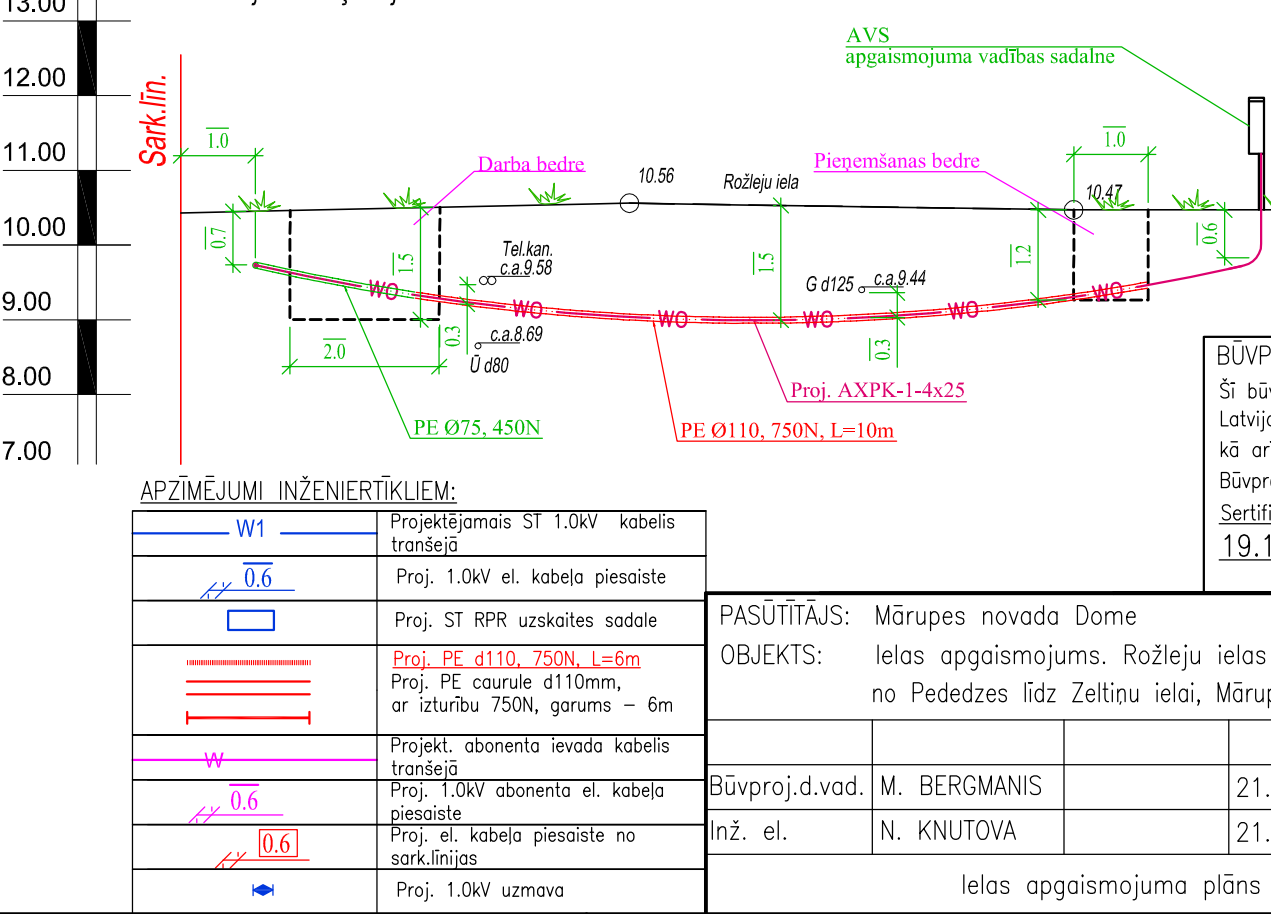 13.00
12.00
11.00
10.00
9.00
8.00
7.00
Sark.līn.
AVS
apgaismojuma vadības sadalne
1.0
Darba bedre
Pieņemšanas bedre
1.0
10.56
Rožleju iela
10.47
0.7
1.5
Tel.kan.
c.a.9.58
1.5
G d125
c.a.9.44
1.2
0.6
WO
WO
WO
WO
WO
WO
0.3
c.a.8.69
Ū d80
0.3
2.0
Proj. AXPK-1-4x25
PE Ø75, 450N
PE Ø110, 750N, L=10m
BŪVP
Šī būv
Latvija
kā arī
Būvpro
Sertifi
19.1
APZĪMĒJUMI INŽENIERTĪKLIEM:
W1
Projektējamais ST 1.0kV kabelis
tranšejā
0.6
Proj. 1.0kV el. kabeļa piesaiste
Proj. ST RPR uzskaites sadale
Proj. PE d110, 750N, L=6m
Proj. PE caurule d110mm,
ar izturību 750N, garums – 6m
W
Projekt. abonenta ievada kabelis
tranšejā
0.6
Proj. 1.0kV abonenta el. kabeļa
piesaiste
0.6
Proj. el. kabeļa piesaiste no
sark.līnijas
Proj. 1.0kV uzmava
PASŪTĪTĀJS: Mārupes novada Dome
OBJEKTS: Ielas apgaismojums. Rožleju ielas
no Pededzes līdz Zeltiņu ielai, Mārup
Būvproj.d.vad. M. BERGMANIS 21.
Inž. el. N. KNUTOVA 21.
Ielas apgaismojuma plāns